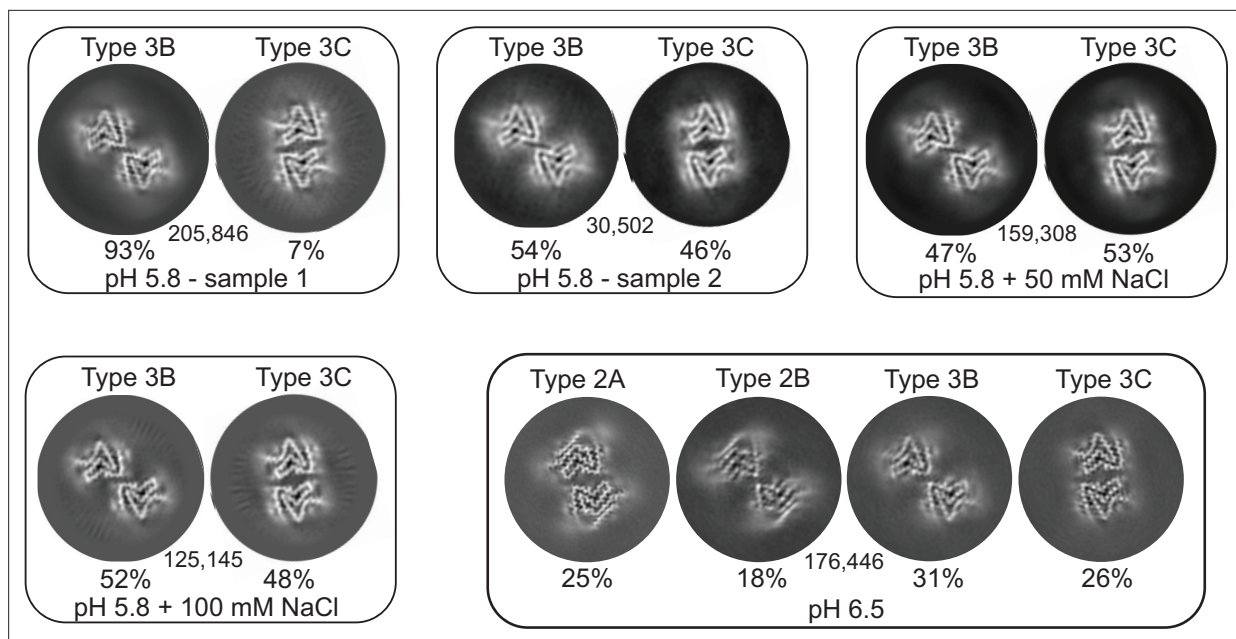 Type 3B Type 3C
205,846
93% 7%
pH 5.8 - sample 1
Type 3B Type 3C
30,502
54% 46%
pH 5.8 - sample 2
Type 3B Type 3C
159,308
47% 53%
pH 5.8 + 50 mM NaCl
Type 3B Type 3C
125,145
52% 48%
pH 5.8 + 100 mM NaCl
Type 2A Type 2B Type 3B Type 3C
176,446
25% 18% 31% 26%
pH 6.5